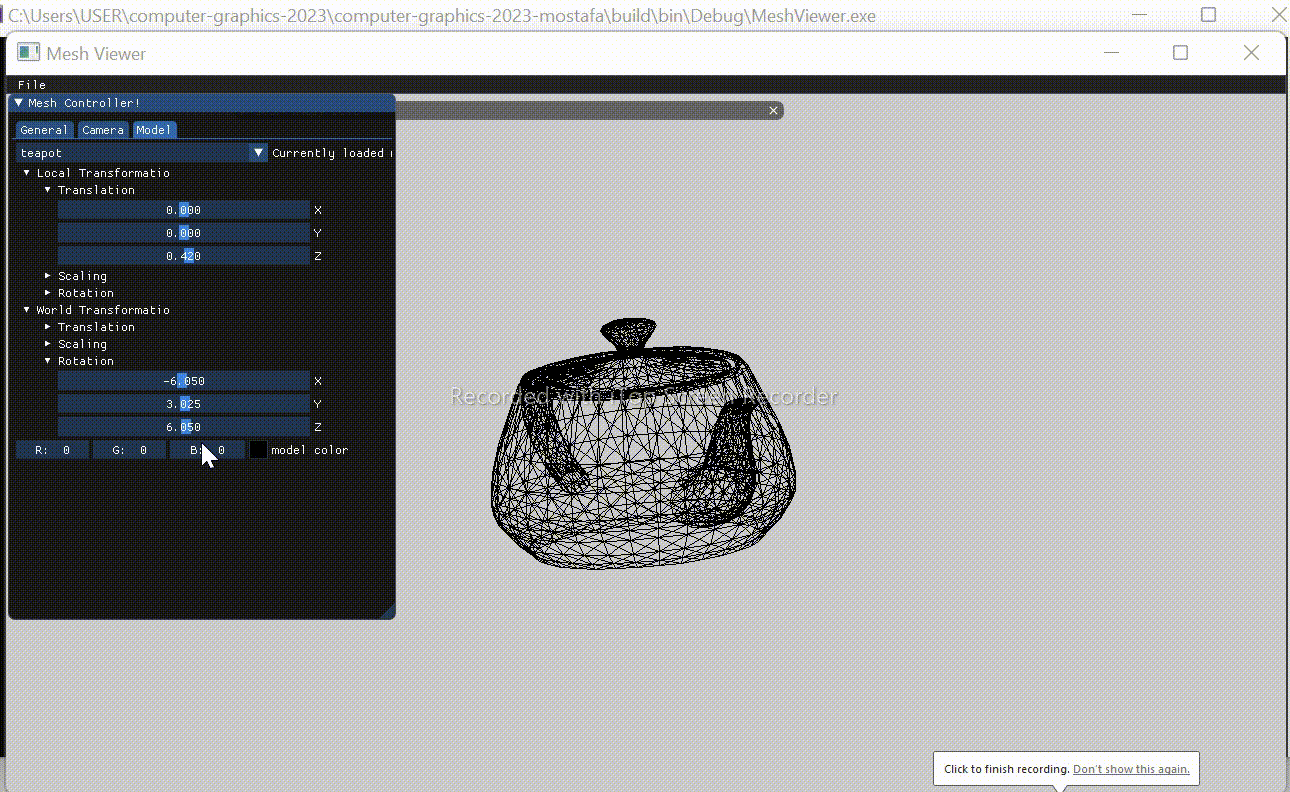 C:\Users\USER\computer-graphics-2023\computer-graphics-2023-mostafa\build\bin\Debug\MeshViewer.exe
Mesh Viewer
File
Mesh Controller!
General Camera Model
teapot Currently loaded
Local Transformatio
Translation
0.000 X
0.000 Y
0.420 Z
Scaling
Rotation
World Transformatio
Translation
Scaling
Rotation
-6.050 X
3.025 Y
6.050 Z
R: 0 G: 0 B: 0 model color
Recorded with iTop Screen Recorder
Click to finish recording. Don't show this again.